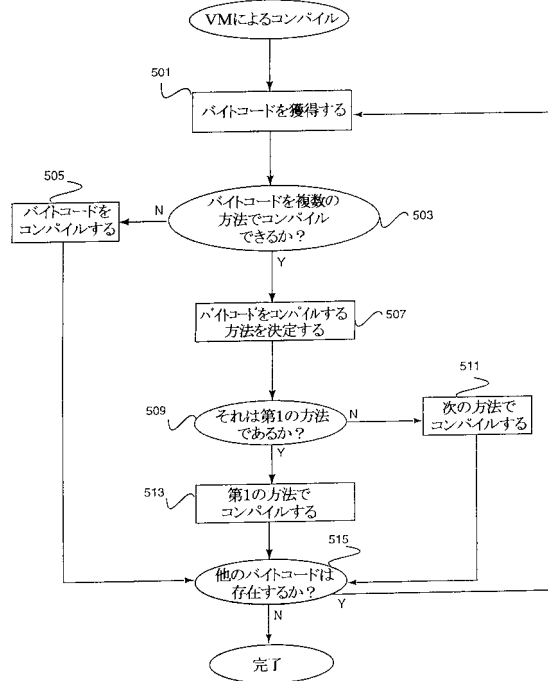 VMによるコンパイル
501
バイトコードを獲得する
505
バイトコードを
コンパイルする
N
バイトコードを複数の
方法でコンパイル
できるか？
503
Y
バイトコードをコンパイルする
方法を決定する
507
511
509
それは第1の方法
であるか？
N
次の方法で
コンパイルする
Y
513
第1の方法で
コンパイルする
515
他のバイトコードは
存在するか？
Y
N
完了